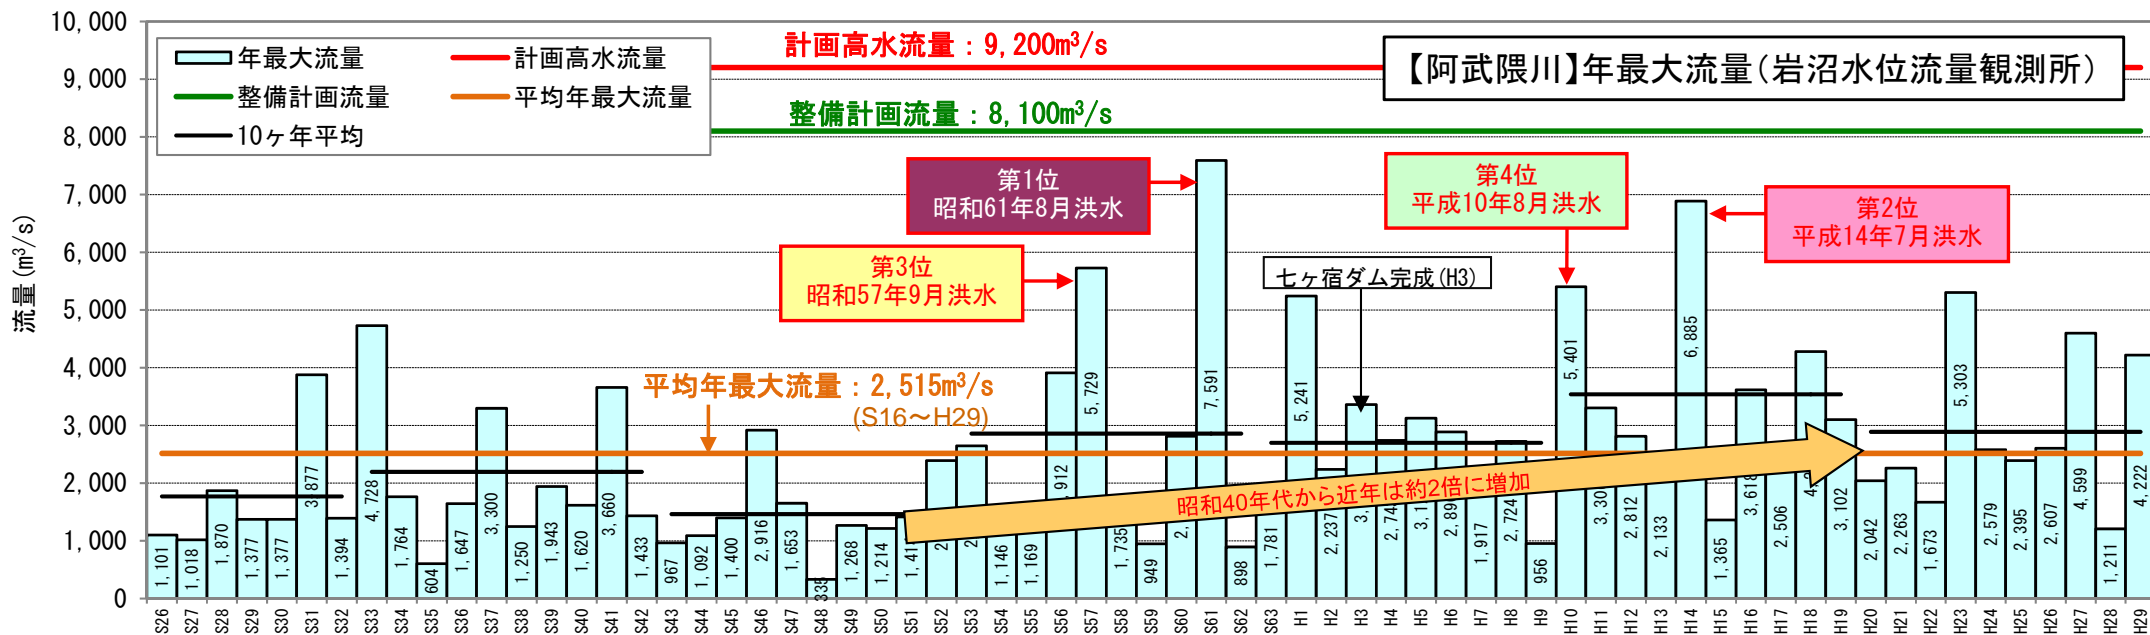 10,000
9,000
8,000
7,000
6,000
5,000
4,000
3,000
2,000
1,000
0
流量(m³/s)
年最大流量
計画高水流量
整備計画流量
平均年最大流量
10ヶ年平均
計画高水流量：9,200m³/s
【阿武隈川】年最大流量（岩沼水位流量観測所）
整備計画流量：8,100m³/s
第1位
昭和61年8月洪水
第4位
平成10年8月洪水
第2位
平成14年7月洪水
第3位
昭和57年9月洪水
七ヶ宿ダム完成(H3)
平均年最大流量：2,515m³/s
(S16～H29)
昭和40年代から近年は約2倍に増加
1,101
1,018
1,870
1,377
1,377
3,877
1,394
4,728
1,764
604
1,647
3,300
1,250
1,943
1,620
3,660
1,433
967
1,092
1,400
2,916
1,653
335
1,268
1,214
1,146
1,169
5,729
1,735
949
7,591
898
1,781
5,241
2,237
1,917
2,724
956
5,401
2,812
2,133
6,885
1,365
3,618
2,506
3,102
2,042
2,263
1,673
5,303
2,579
2,395
2,607
4,599
1,211
4,222
S26
S27
S28
S29
S30
S31
S32
S33
S34
S35
S36
S37
S38
S39
S40
S41
S42
S43
S44
S45
S46
S47
S48
S49
S50
S51
S52
S53
S54
S55
S56
S57
S58
S59
S60
S61
S62
S63
H1
H2
H3
H4
H5
H6
H7
H8
H9
H10
H11
H12
H13
H14
H15
H16
H17
H18
H19
H20
H21
H22
H23
H24
H25
H26
H27
H28
H29